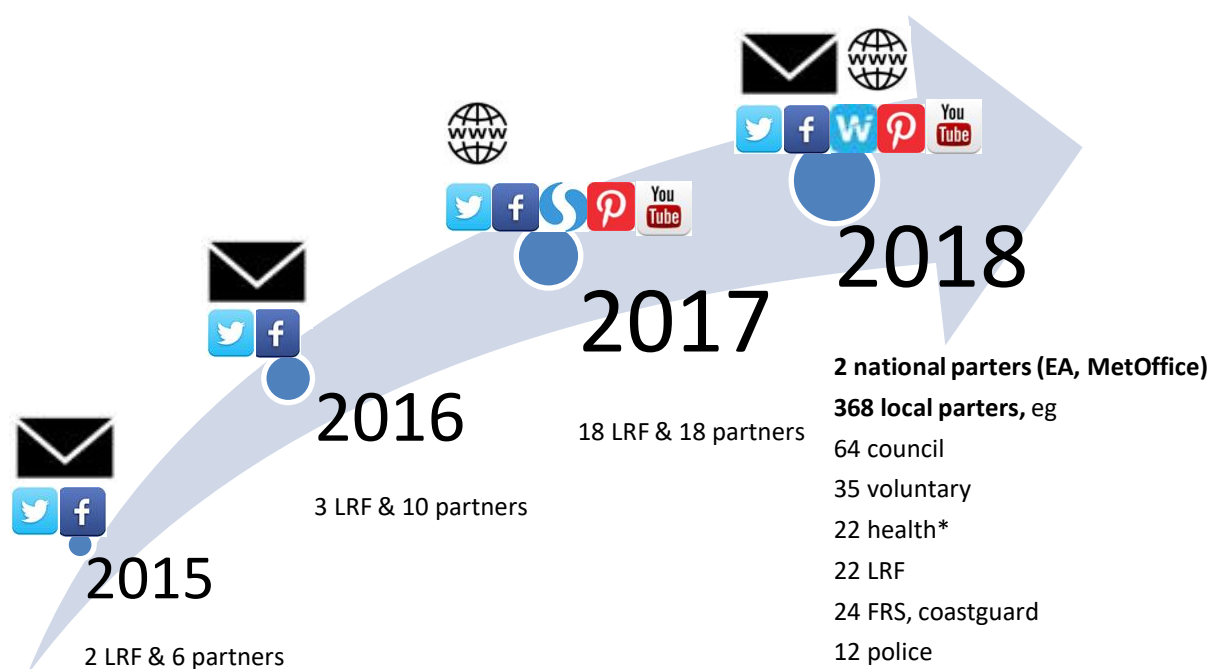 2015
2 LRF & 6 partners
2016
3 LRF & 10 partners
www
You
Tube
2017
18 LRF & 18 partners
www
You
Tube
2018
2 national parters (EA, MetOffice)
368 local parters, eg
64 council
35 voluntary
22 health*
22 LRF
24 FRS, coastguard
12 police